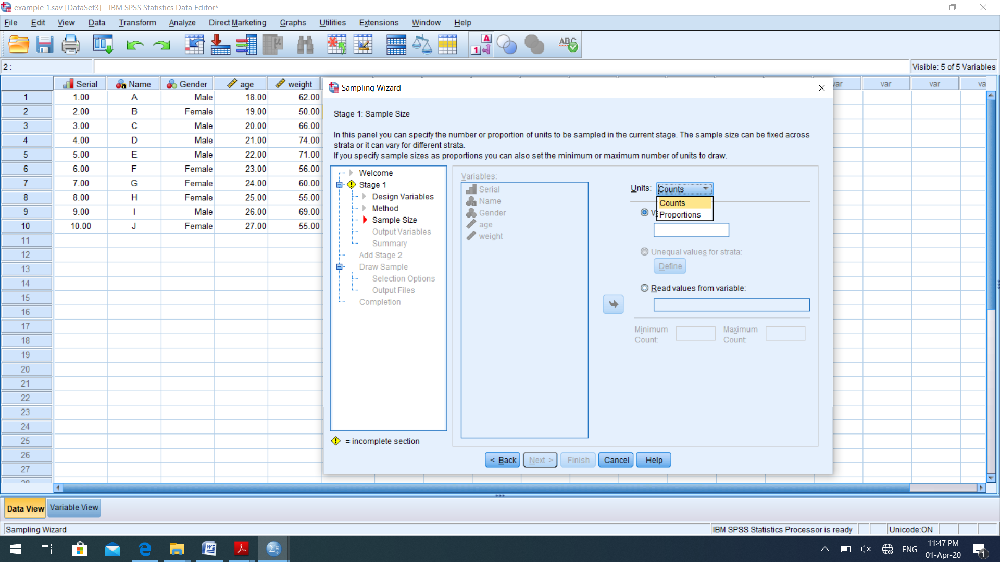 example 1.sav [DataSet3] - IBM SPSS Statistics Data Editor*
File Edit View Data Transform Analyze Direct Marketing Graphs Utilities Extensions Window Help
A
1
ABC
2 :
Visible: 5 of 5 Variables
Serial Name Gender age weight var var var
1 1.00 A Male 18.00 62.00
2 2.00 B Female 19.00 50.00
3 3.00 C Male 20.00 66.00
4 4.00 D Male 21.00 74.00
5 5.00 E Male 22.00 71.00
6 6.00 F Female 23.00 56.00
7 7.00 G Female 24.00 60.00
8 8.00 H Female 25.00 55.00
9 9.00 I Male 26.00 69.00
10 10.00 J Female 27.00 55.00
11
12
13
14
15
16
17
18
19
20
21
22
23
24
25
26
27
Sampling Wizard
Stage 1: Sample Size
In this panel you can specify the number or proportion of units to be sampled in the current stage. The sample size can be fixed across
strata or it can vary for different strata.
If you specify sample sizes as proportions you can also set the minimum or maximum number of units to draw.
Welcome
Stage 1
Design Variables
Method
Sample Size
Output Variables
Summary
Add Stage 2
Draw Sample
Selection Options
Output Files
Completion
= incomplete section
Variables:
Serial
Name
Gender
age
weight
Units: Counts
Counts
Proportions
Unequal values for strata:
Define
Read values from variable:
Minimum Count: Maximum Count:
< Back Next > Finish Cancel Help
Data View Variable View
Sampling Wizard
IBM SPSS Statistics Processor is ready Unicode:ON
ENG
11:47 PM
01-Apr-20
1